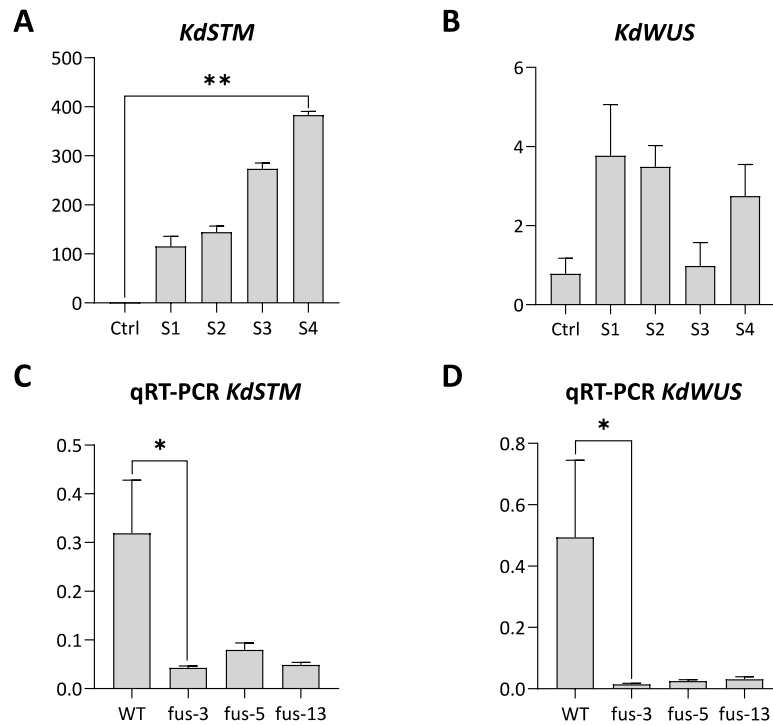 A
KdSTM
500
400
300
200
100
0
**
Ctrl
S1
S2
S3
S4
B
KdWUS
6
4
2
0
Ctrl
S1
S2
S3
S4
C
qRT-PCR KdSTM
0.5
0.4
0.3
0.2
0.1
0.0
*
WT
fus-3
fus-5
fus-13
D
qRT-PCR KdWUS
0.8
0.6
0.4
0.2
0.0
*
WT
fus-3
fus-5
fus-13